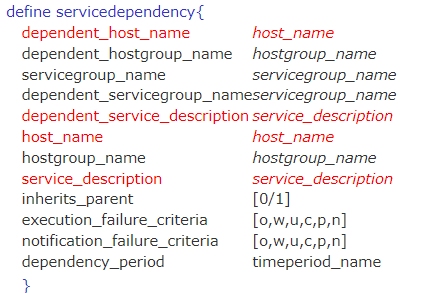 define servicedependency{
dependent_host_name host_name
dependent_hostgroup_name hostgroup_name
servicegroup_name servicegroup_name
dependent_servicegroup_nameservicegroup_name
dependent_service_description service_description
host_name host_name
hostgroup_name hostgroup_name
service_description service_description
inherits_parent [0/1]
execution_failure_criteria [o,w,u,c,p,n]
notification_failure_criteria [o,w,u,c,p,n]
dependency_period timeperiod_name
}